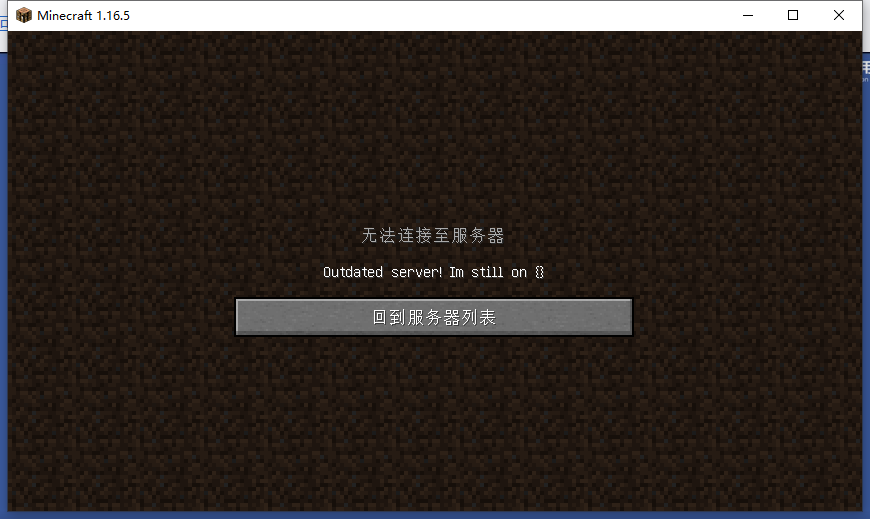 Minecraft 1.16.5
无法连接至服务器
Outdated server! Im still on {}
回到服务器列表